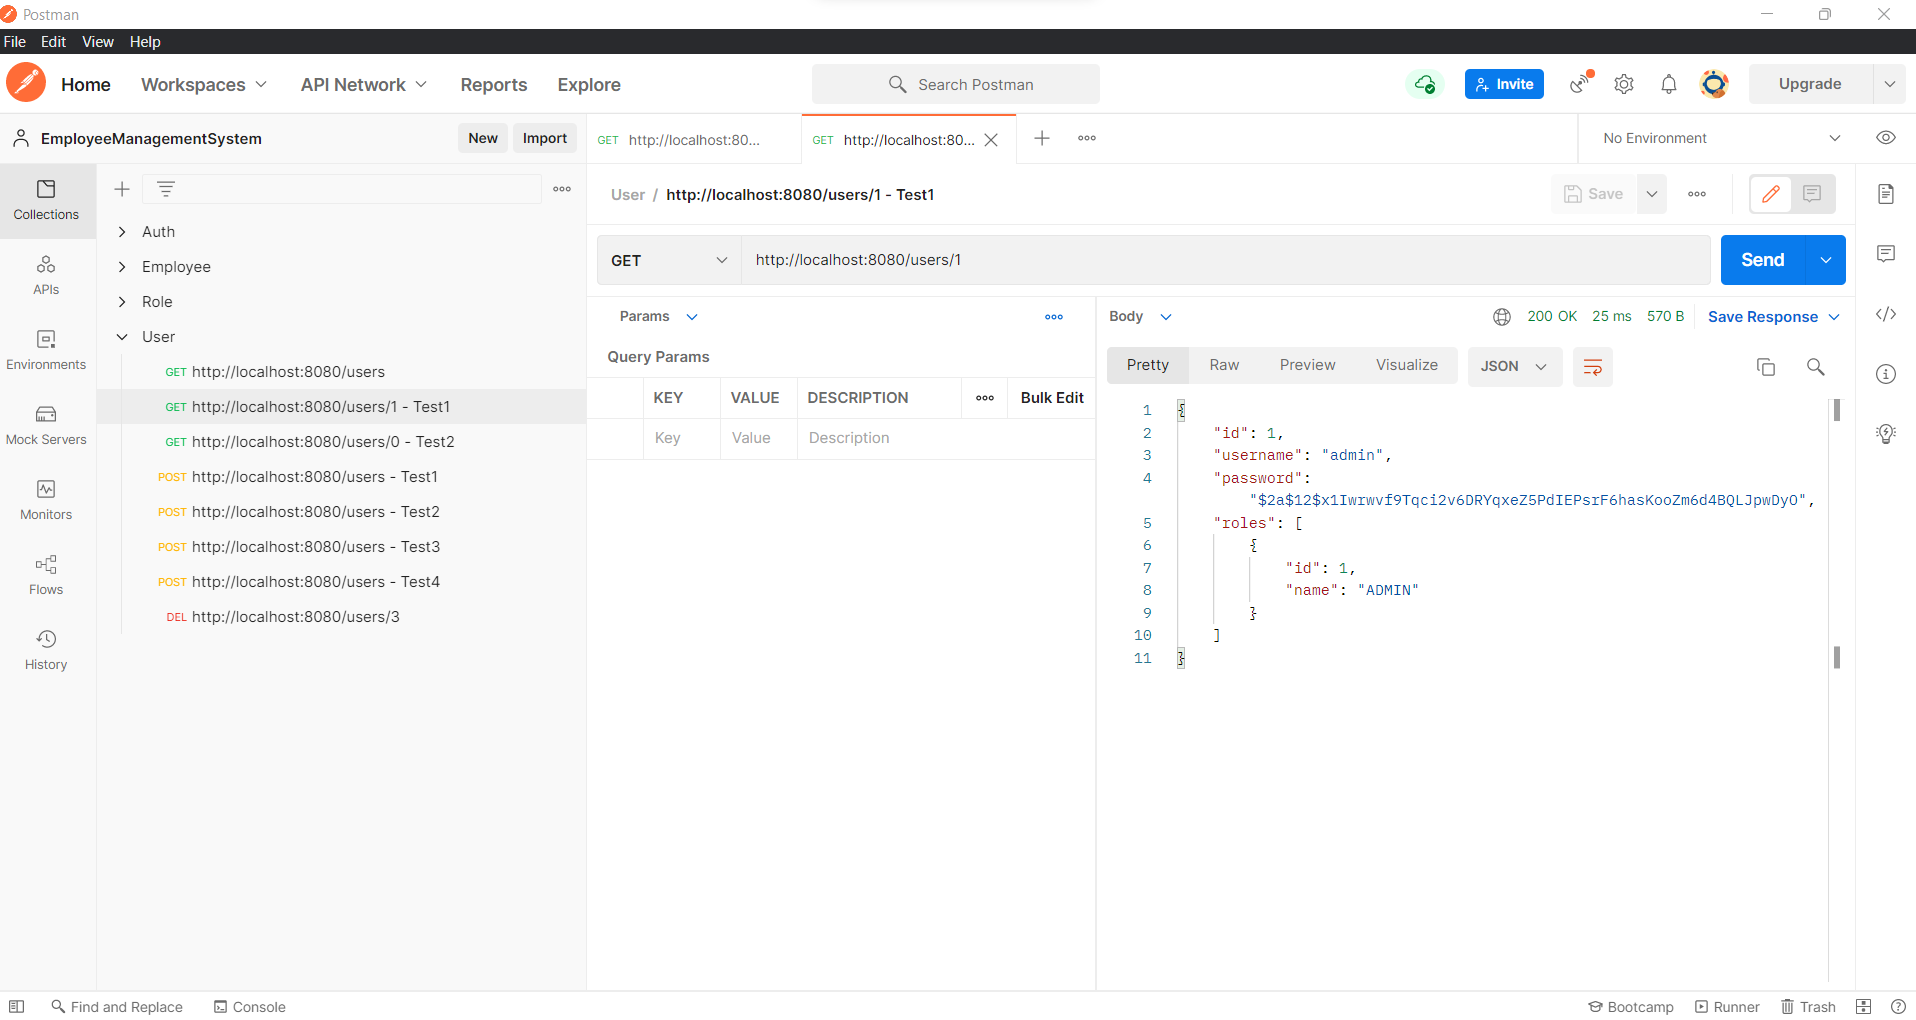 Postman
File Edit View Help
Home Workspaces API Network Reports Explore Search Postman Invite Upgrade
EmployeeManagementSystem New Import GET http://localhost:80... GET http://localhost:80... No Environment
Collections
APIs
Environments
Mock Servers
Monitors
Flows
History
Auth
Employee
Role
User
GET http://localhost:8080/users
GET http://localhost:8080/users/1 - Test1
GET http://localhost:8080/users/0 - Test2
POST http://localhost:8080/users - Test1
POST http://localhost:8080/users - Test2
POST http://localhost:8080/users - Test3
POST http://localhost:8080/users - Test4
DEL http://localhost:8080/users/3
User / http://localhost:8080/users/1 - Test1 Save
GET http://localhost:8080/users/1 Send
Params
Query Params
KEY VALUE DESCRIPTION Bulk Edit
Key Value Description
Body 200 OK 25 ms 570 B Save Response
Pretty Raw Preview Visualize JSON
1 {
2 "id": 1,
3 "username": "admin",
4 "password":
"$2a$12$x1Iwrwvf9Tqci2v6DRYqxeZ5PdIEPsrF6hasKooZm6d4BQLJpwDyO",
5 "roles": [
6 {
7 "id": 1,
8 "name": "ADMIN"
9 }
10 ]
11 }
Find and Replace Console Bootcamp Runner Trash